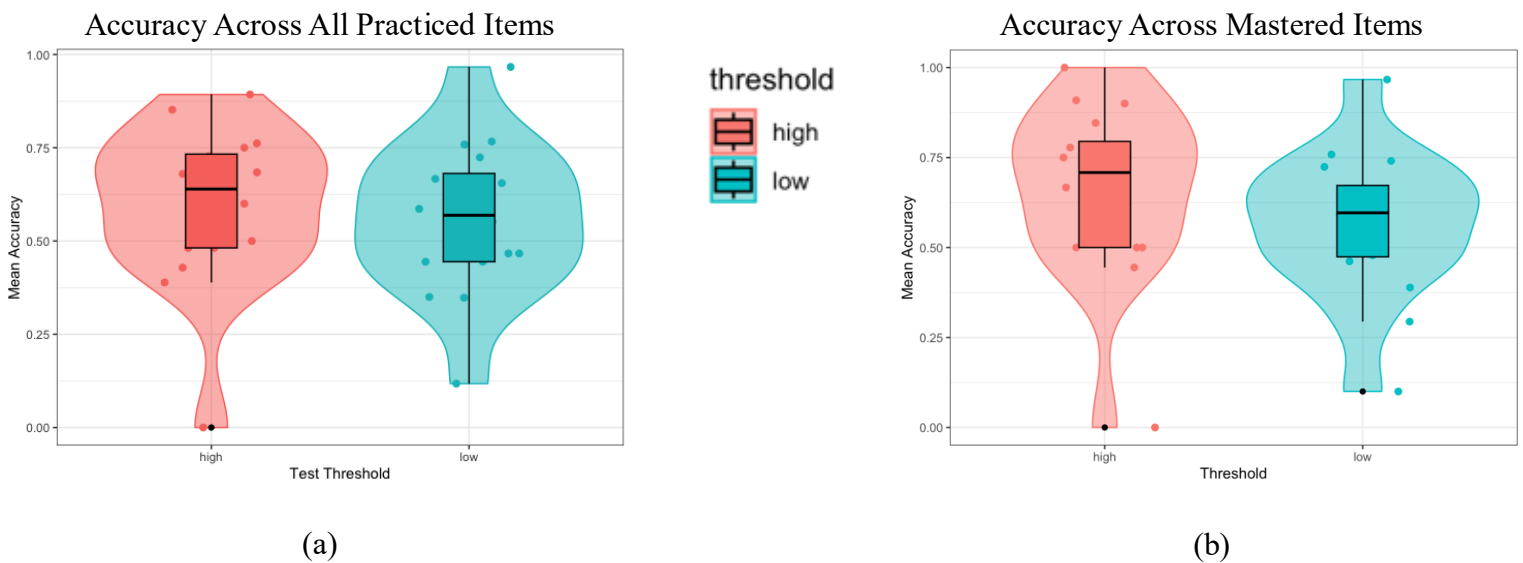 Accuracy Across All Practiced Items
1.00
0.75
0.50
0.25
0.00
Mean Accuracy
high
low
Test Threshold
(a)
threshold
high
low
Accuracy Across Mastered Items
1.00
0.75
0.50
0.25
0.00
Mean Accuracy
high
low
Threshold
(b)